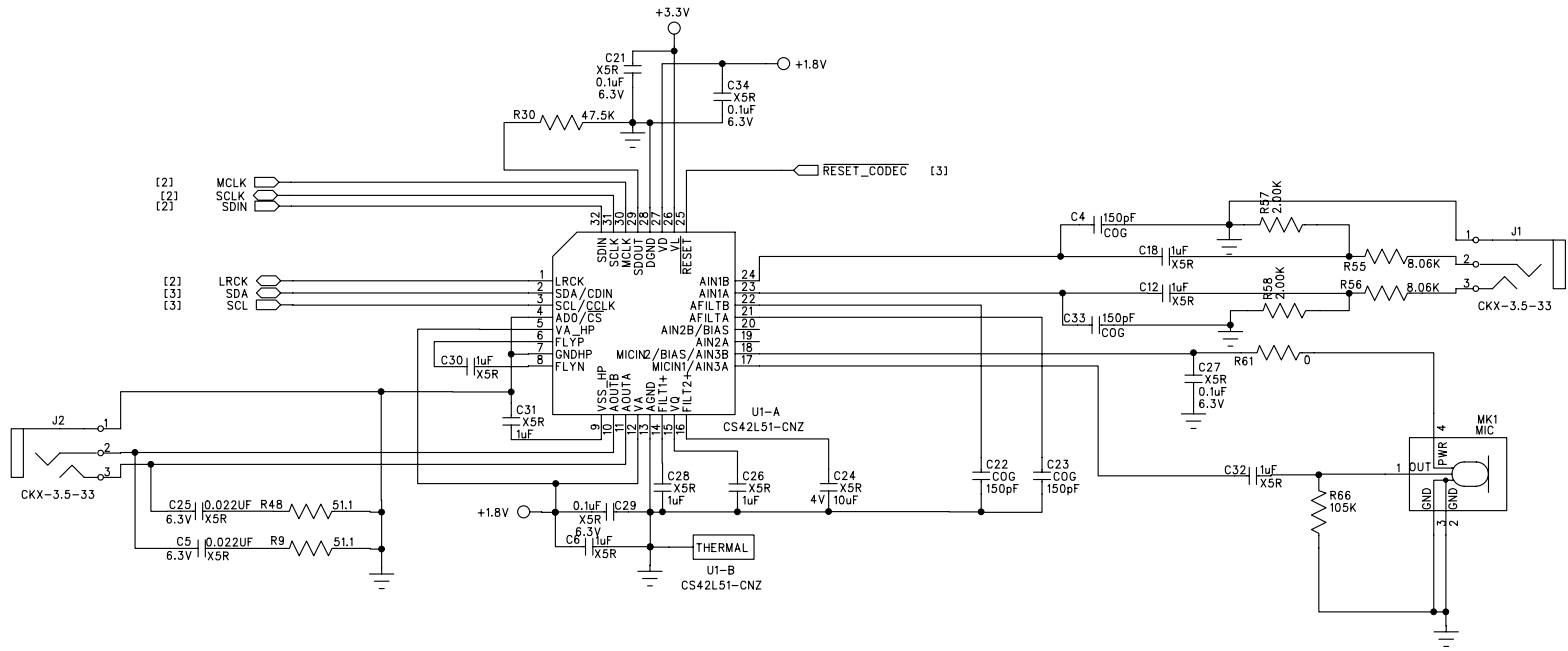 +3.3V
C21
X5R
0.1uF
6.3V
+1.8V
C34
X5R
0.1uF
6.3V
R30 47.5K
RESET_CODEC [3]
[2] MCLK
[2] SCLK
[2] SDIN
32 31 30 29 28 27 26 25
SDIN
SCLK
MCLK
SDOUT
DGND
VD
VL
RESET
[2] LRCK
[3] SDA
[3] SCL
1 LRCK
2 SDA/CDIN
3 SCL/CCLK
4 AD0/CS
5 VA_HP
6 FLYP
7 GNDHP
8 FLYN
AIN1B 24
AIN1A 23
AFILTB 22
AFILTA 21
AIN2B/BIAS 20
AIN2A 19
MICIN2/BIAS/AIN3B 18
MICIN1/AIN3A 17
VSS_HP
AOUTB
AOUTA
VA
AGND
FILT1+
VQ
FILT2+
9 10 11 12 13 14 15 16
U1-A
CS42L51-CNZ
C4 150pF
COG
R57
2.00K
C18 1uF
X5R
R55 8.06K
C12 1uF
X5R
R58
2.00K
R56 8.06K
C33 150pF
COG
J1
1
2
3
CKX-3.5-33
R61 0
C27
X5R
0.1uF
6.3V
MK1
MIC
4
PWR
1 OUT
GND
GND
3
2
C32 1uF
X5R
R66
105K
C30 1uF
X5R
C31
X5R
1uF
J2
1
2
3
CKX-3.5-33
C25 0.022UF R48 51.1
6.3V X5R
C5 0.022UF R9 51.1
6.3V X5R
+1.8V
0.1uF C29
X5R
6.3V
C6 1uF
X5R
C28
X5R
1uF
C26
X5R
1uF
C24
X5R
4V 10uF
C22
COG
150pF
C23
COG
150pF
THERMAL
U1-B
CS42L51-CNZ